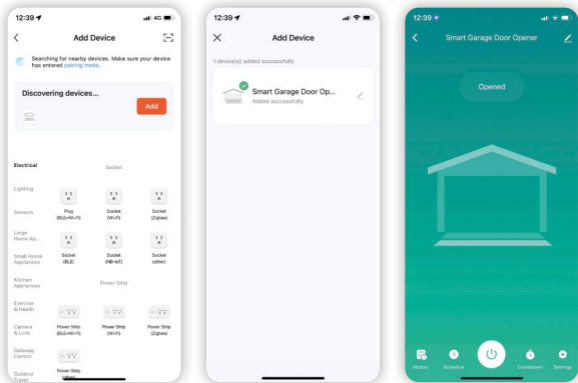 12:39
4G
Add Device
Searching for nearby devices. Make sure your device
has entered pairing mode.
Discovering devices...
Add
Electrical
Socket
Lighting
Plug
(BLE+Wi-Fi)
Socket
(Wi-Fi)
Socket
(Zigbee)
Sensors
Large
Home Ap...
Socket
(BLE)
Socket
(NB-IoT)
Socket
(other)
Small Home
Appliances
Kitchen
Appliances
Power Strip
Exercise
& Health
Power Strip
(BLE+Wi-Fi)
Power Strip
(Wi-Fi)
Power Strip
(Zigbee)
Camera
& Lock
Gateway
Control
Outdoor
Travel
Power Strip
(other)
12:39
Add Device
1 device(s) added successfully
Smart Garage Door Op...
Added successfully
12:39
Smart Garage Door Opener
Opened
History
Schedule
Countdown
Settings